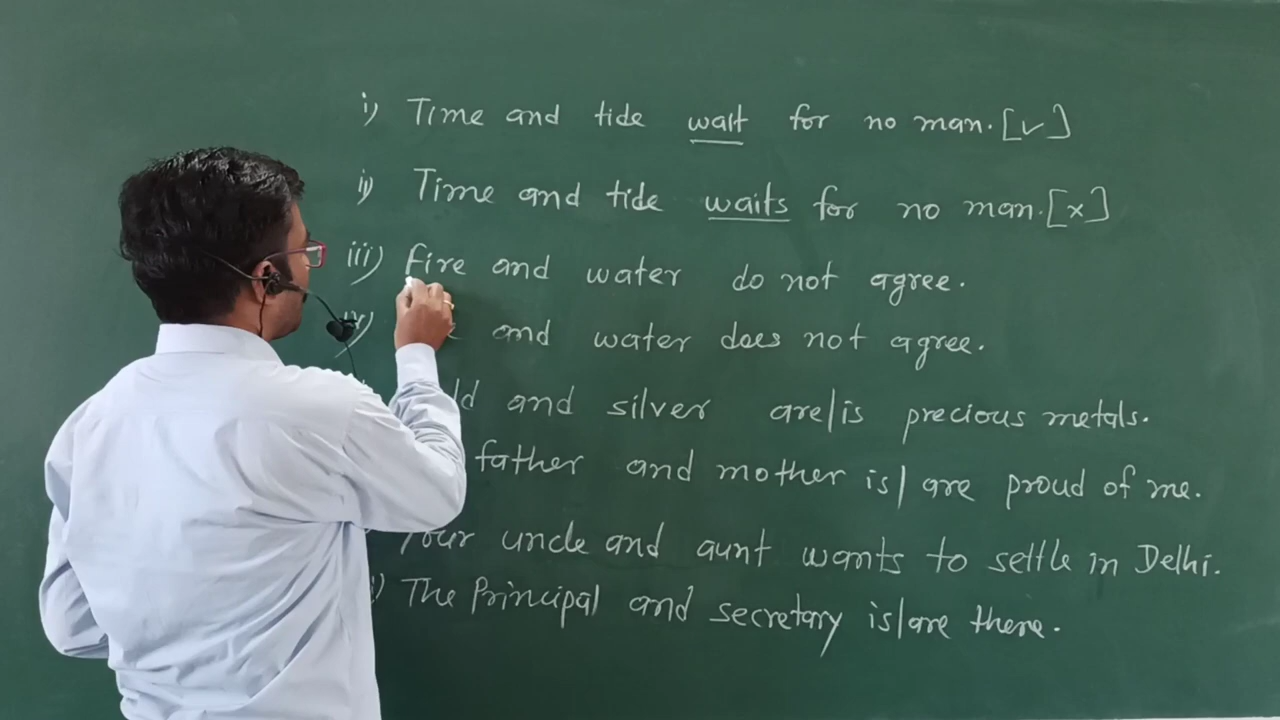 i) Time and tide wait for no man. [✓]
ii) Time and tide waits for no man. [x]
iii) Fire and water do not agree.
iv) and water does not agree.
and silver are/is precious metals.
father and mother is/are proud of me.
Your uncle and aunt wants to settle in Delhi.
The Principal and secretary is/are there.